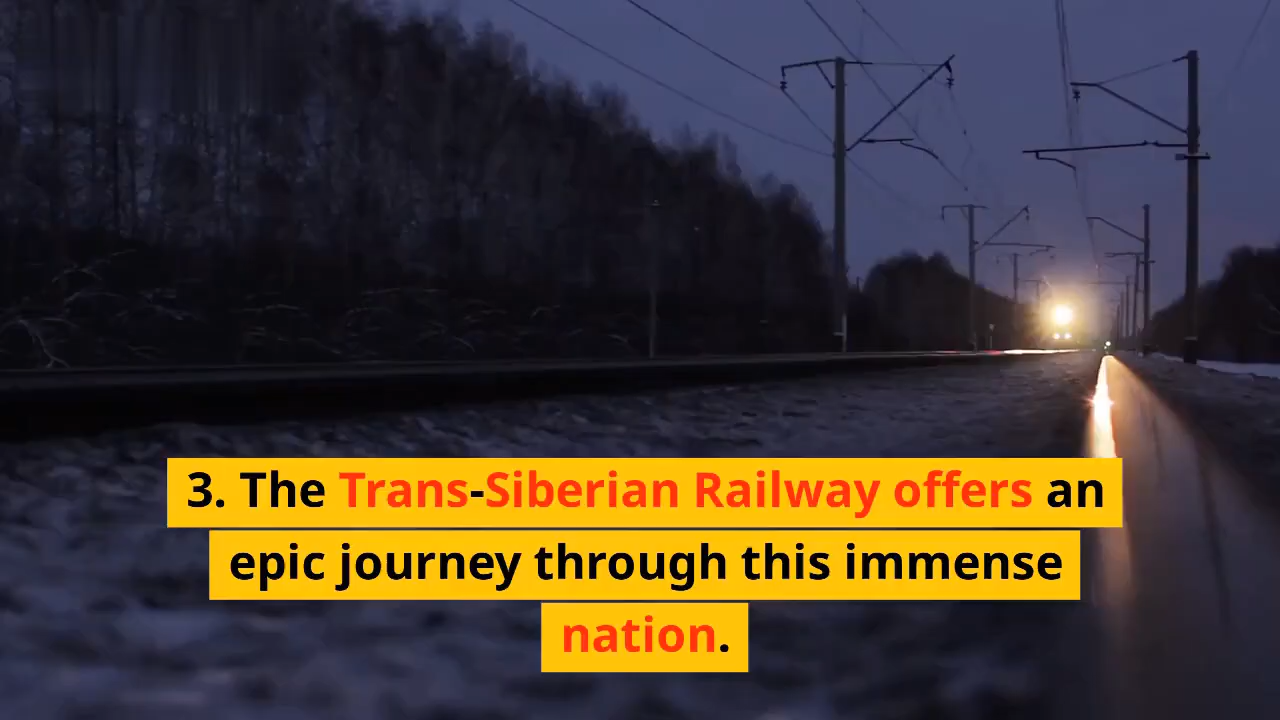 3. The Trans-Siberian Railway offers an
epic journey through this immense
nation.